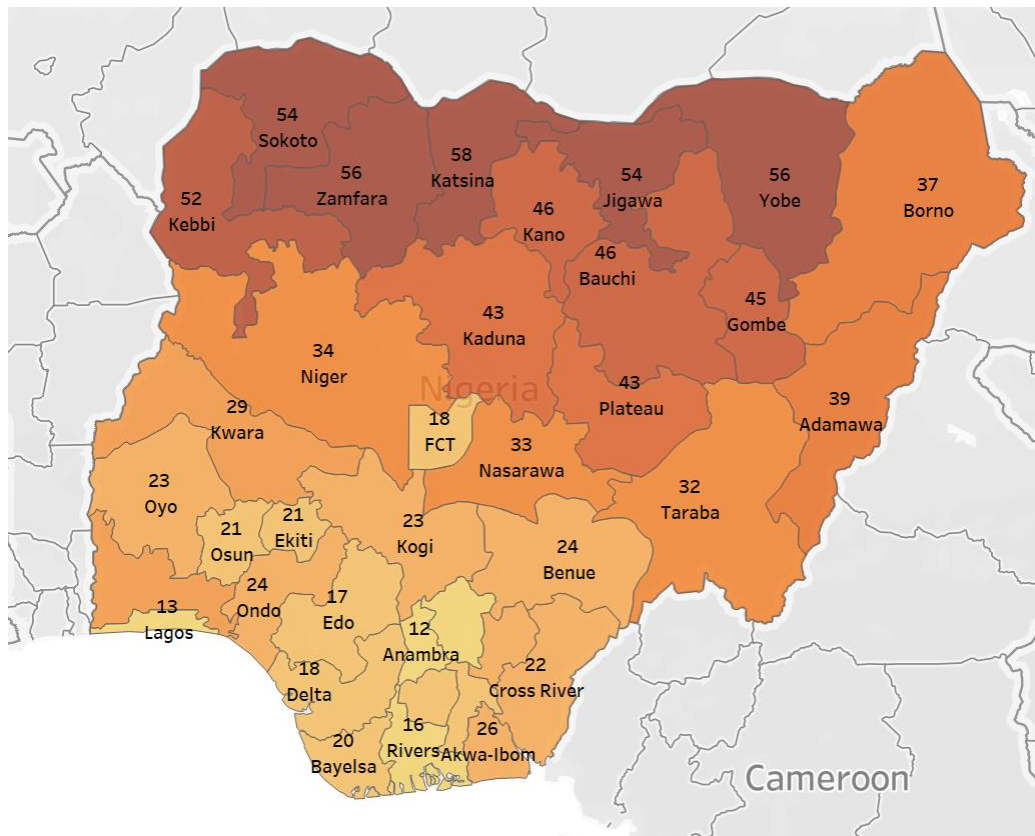 54
Sokoto
56
Zamfara
58
Katsina
54
Jigawa
56
Yobe
37
Borno
52
Kebbi
46
Kano
46
Bauchi
45
Gombe
43
Kaduna
34
Niger
Nigeria
43
Plateau
39
Adamawa
29
Kwara
18
FCT
33
Nasarawa
32
Taraba
23
Oyo
21
Osun
21
Ekiti
23
Kogi
24
Benue
24
Ondo
17
Edo
13
Lagos
12
Anambra
22
Cross River
18
Delta
20
Bayelsa
16
Rivers
26
Akwa-Ibom
Cameroon